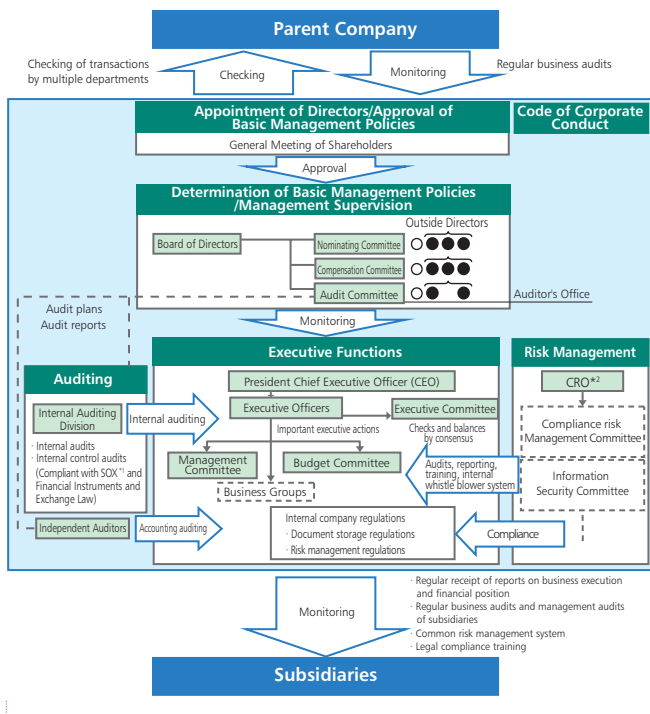 Parent Company
Checking of transactions
by multiple departments
Checking
Monitoring
Regular business audits
Appointment of Directors/Approval of
Basic Management Policies
General Meeting of Shareholders
Code of Corporate
Conduct
Approval
Determination of Basic Management Policies
/Management Supervision
Outside Directors
Board of Directors
Nominating Committee
Compensation Committee
Audit Committee
Auditor's Office
Audit plans
Audit reports
Monitoring
Auditing
Internal Auditing
Division
· Internal audits
· Internal control audits
(Compliant with SOX*1 and
Financial Instruments and
Exchange Law)
Independent Auditors
Internal auditing
Accounting auditing
Executive Functions
President Chief Executive Officer (CEO)
Executive Officers
Executive Committee
Important executive actions
Checks and balances
by consensus
Management
Committee
Budget Committee
Business Groups
Audits, reporting,
training, internal
whistle blower system
Internal company regulations
· Document storage regulations
· Risk management regulations
Compliance
Risk Management
CRO*2
Compliance risk
Management Committee
Information
Security Committee
Monitoring
· Regular receipt of reports on business execution
and financial position
· Regular business audits and management audits
of subsidiaries
· Common risk management system
· Legal compliance training
Subsidiaries